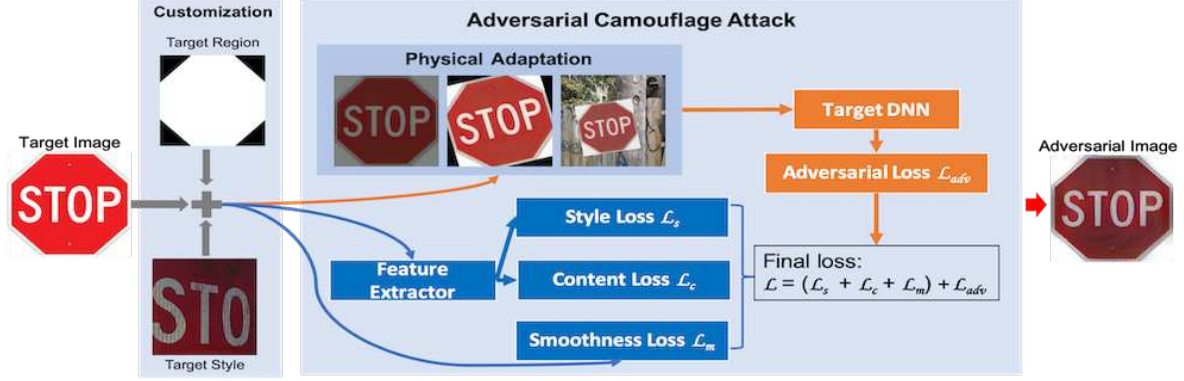 Customization
Target Region
Target Image
STOP
STO
Target Style
Adversarial Camouflage Attack
Physical Adaptation
STOP
STOP
STOP
Target DNN
Adversarial Loss ℒadv
Style Loss ℒs
Feature
Extractor
Content Loss ℒc
Smoothness Loss ℒm
Final loss:
ℒ = (ℒs + ℒc + ℒm) + ℒadv
Adversarial Image
STOP